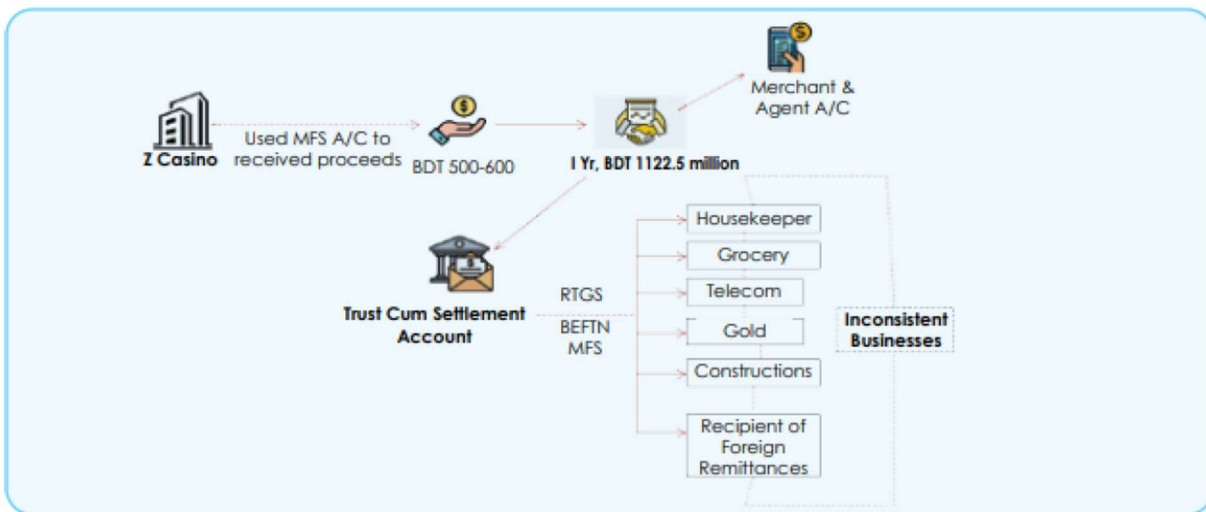 Z Casino
Used MFS A/C to
received proceeds
BDT 500-600
I Yr, BDT 1122.5 million
Merchant &
Agent A/C
Trust Cum Settlement
Account
RTGS
BEFTN
MFS
Housekeeper
Grocery
Telecom
Gold
Constructions
Recipient of
Foreign
Remittances
Inconsistent
Businesses